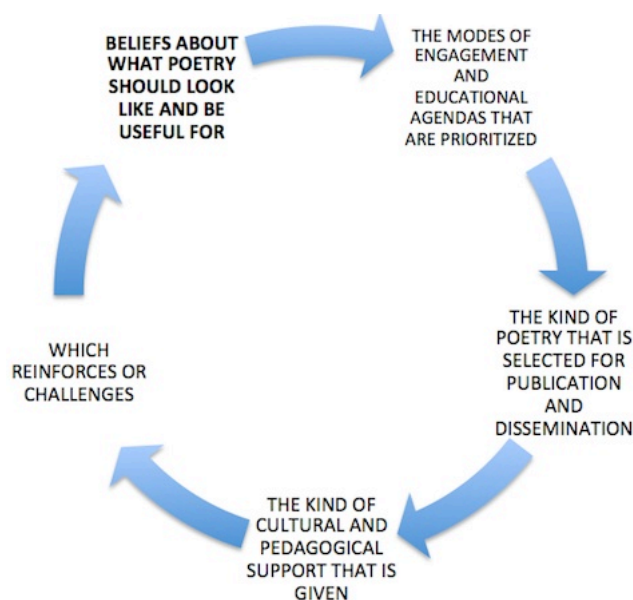 BELIEFS ABOUT
WHAT POETRY
SHOULD LOOK
LIKE AND BE
USEFUL FOR
THE MODES OF
ENGAGEMENT
AND
EDUCATIONAL
AGENDAS THAT
ARE PRIORITIZED
THE KIND OF
POETRY THAT IS
SELECTED FOR
PUBLICATION
AND
DISSEMINATION
THE KIND OF
CULTURAL AND
PEDAGOGICAL
SUPPORT THAT IS
GIVEN
WHICH
REINFORCES OR
CHALLENGES